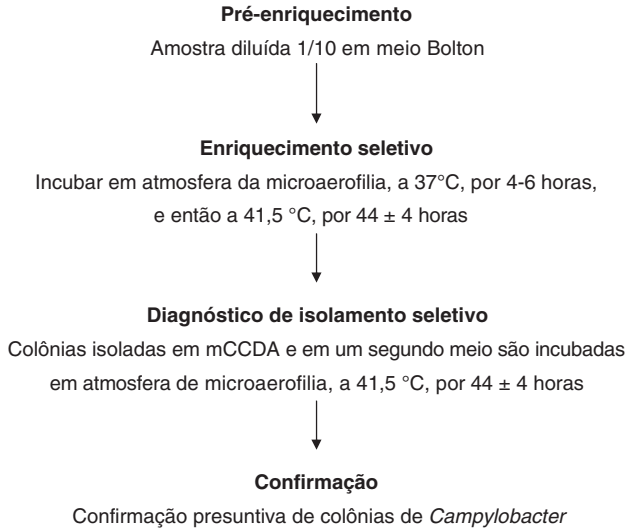 Pré-enriquecimento
Amostra diluída 1/10 em meio Bolton
Enriquecimento seletivo
Incubar em atmosfera da microaerofilia, a 37°C, por 4-6 horas,
e então a 41,5 °C, por 44 ± 4 horas
Diagnóstico de isolamento seletivo
Colônias isoladas em mCCDA e em um segundo meio são incubadas
em atmosfera de microaerofilia, a 41,5 °C, por 44 ± 4 horas
Confirmação
Confirmação presuntiva de colônias de Campylobacter